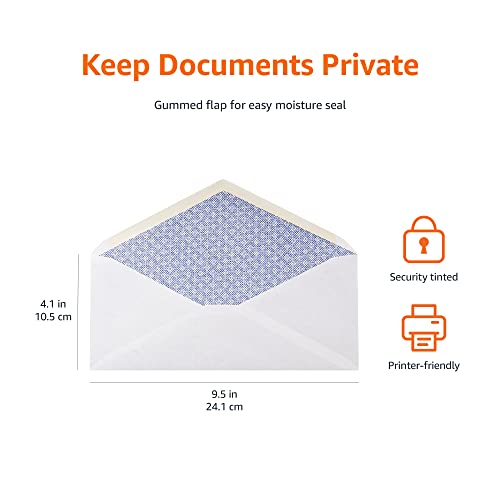 Keep Documents Private
Gummed flap for easy moisture seal
Security tinted
4.1 in
10.5 cm
Printer-friendly
9.5 in
24.1 cm